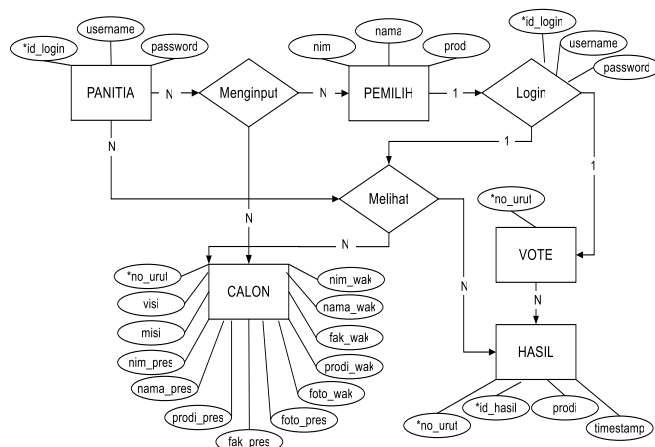 *id_login
username
password
nim
nama
prod
*id_login
username
password
PANITIA
N
Menginput
N
PEMILIH
1
Login
N
1
1
Melihat
*no_urut
N
N
VOTE
*no_urut
visi
misi
nim_pres
nama_pres
prodi_pres
fak_pres
foto_pres
foto_wak
prodi_wak
fak_wak
nama_wak
nim_wak
CALON
N
N
HASIL
*no_urut
*id_hasil
prodi
timestamp